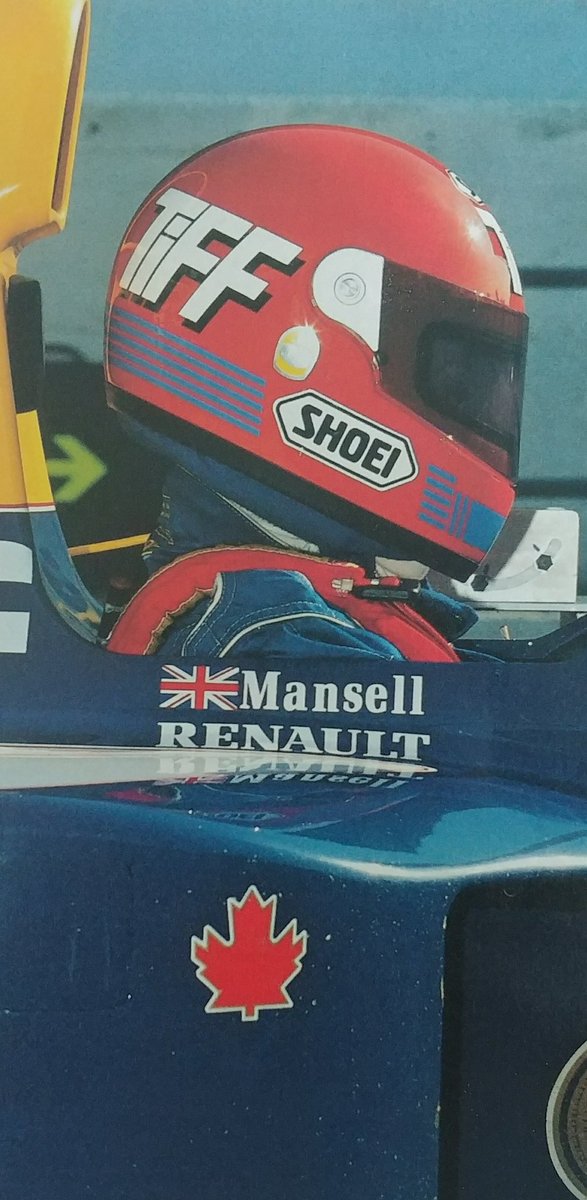 TiFF
SHOEI
Mansell
RENAULT